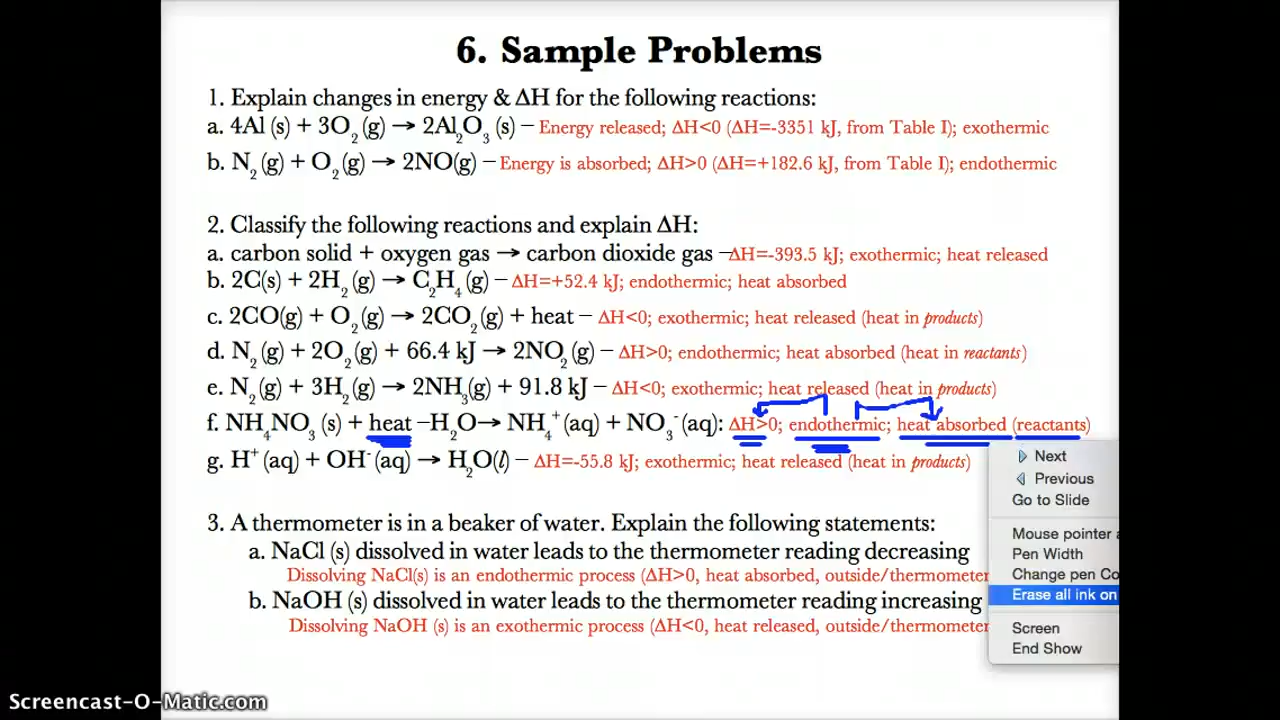 6. Sample Problems
1. Explain changes in energy & ΔH for the following reactions:
a. 4Al (s) + 3O₂ (g) → 2Al₂O₃ (s) – Energy released; ΔH<0 (ΔH=-3351 kJ, from Table I); exothermic
b. N₂ (g) + O₂ (g) → 2NO(g) – Energy is absorbed; ΔH>0 (ΔH=+182.6 kJ, from Table I); endothermic
2. Classify the following reactions and explain ΔH:
a. carbon solid + oxygen gas → carbon dioxide gas – ΔH=-393.5 kJ; exothermic; heat released
b. 2C(s) + 2H₂ (g) → C₂H₄ (g) – ΔH=+52.4 kJ; endothermic; heat absorbed
c. 2CO(g) + O₂ (g) → 2CO₂ (g) + heat – ΔH<0; exothermic; heat released (heat in products)
d. N₂ (g) + 2O₂ (g) + 66.4 kJ → 2NO₂ (g) – ΔH>0; endothermic; heat absorbed (heat in reactants)
e. N₂ (g) + 3H₂ (g) → 2NH₃(g) + 91.8 kJ – ΔH<0; exothermic; heat released (heat in products)
f. NH₄NO₃ (s) + heat –H₂O→ NH₄⁺ (aq) + NO₃⁻ (aq): ΔH>0; endothermic; heat absorbed (reactants)
g. H⁺ (aq) + OH⁻ (aq) → H₂O(l) – ΔH=-55.8 kJ; exothermic; heat released (heat in products)
3. A thermometer is in a beaker of water. Explain the following statements:
a. NaCl (s) dissolved in water leads to the thermometer reading decreasing
Dissolving NaCl(s) is an endothermic process (ΔH>0, heat absorbed, outside/thermometer
b. NaOH (s) dissolved in water leads to the thermometer reading increasing
Dissolving NaOH (s) is an exothermic process (ΔH<0, heat released, outside/thermometer
Next
Previous
Go to Slide
Mouse pointer
Pen Width
Change pen Co
Erase all ink on
Screen
End Show
Screencast-O-Matic.com